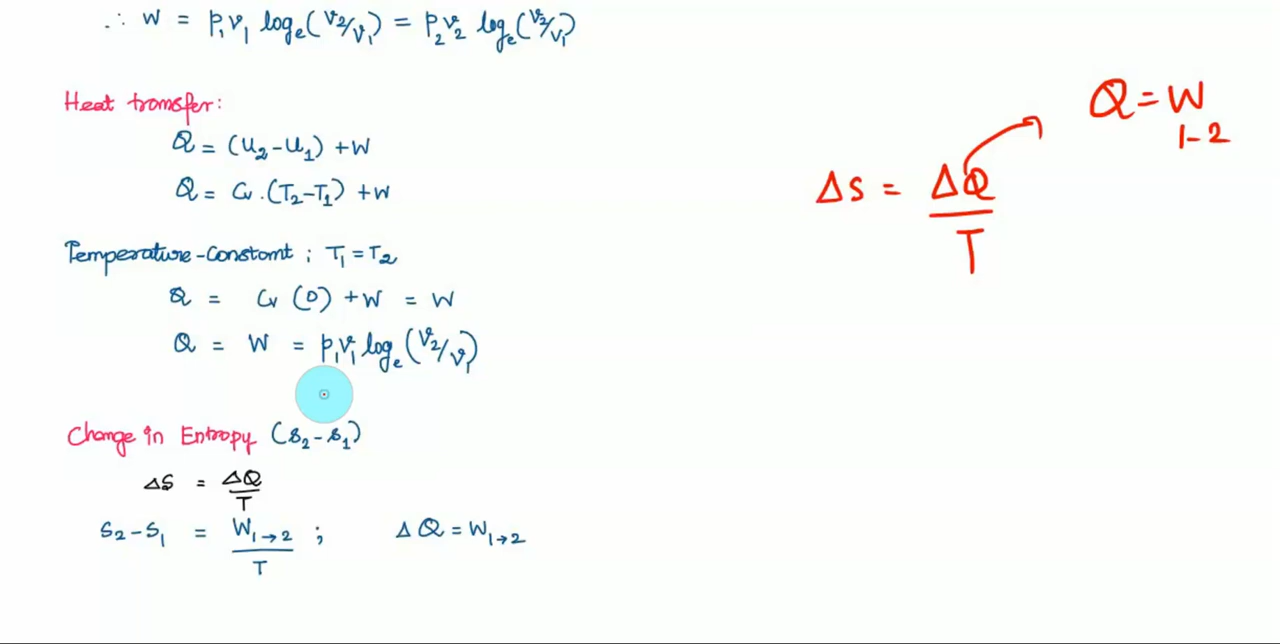 ∴ W = p₁v₁ logₑ(v₂/v₁) = p₂v₂ logₑ(v₂/v₁)
Heat transfer:
Q = (U₂-U₁) + W
Q = Cv.(T₂-T₁) + W
Temperature-Constamt ; T₁ = T₂
Q = Cv (0) + W = W
Q = W = p₁v₁ logₑ(v₂/v₁)
Change in Entropy (s₂-s₁)
ΔS = ΔQ/T
S₂-S₁ = W₁→₂/T ; ΔQ = W₁→₂
Q = W
1-2
ΔS = ΔQ/T